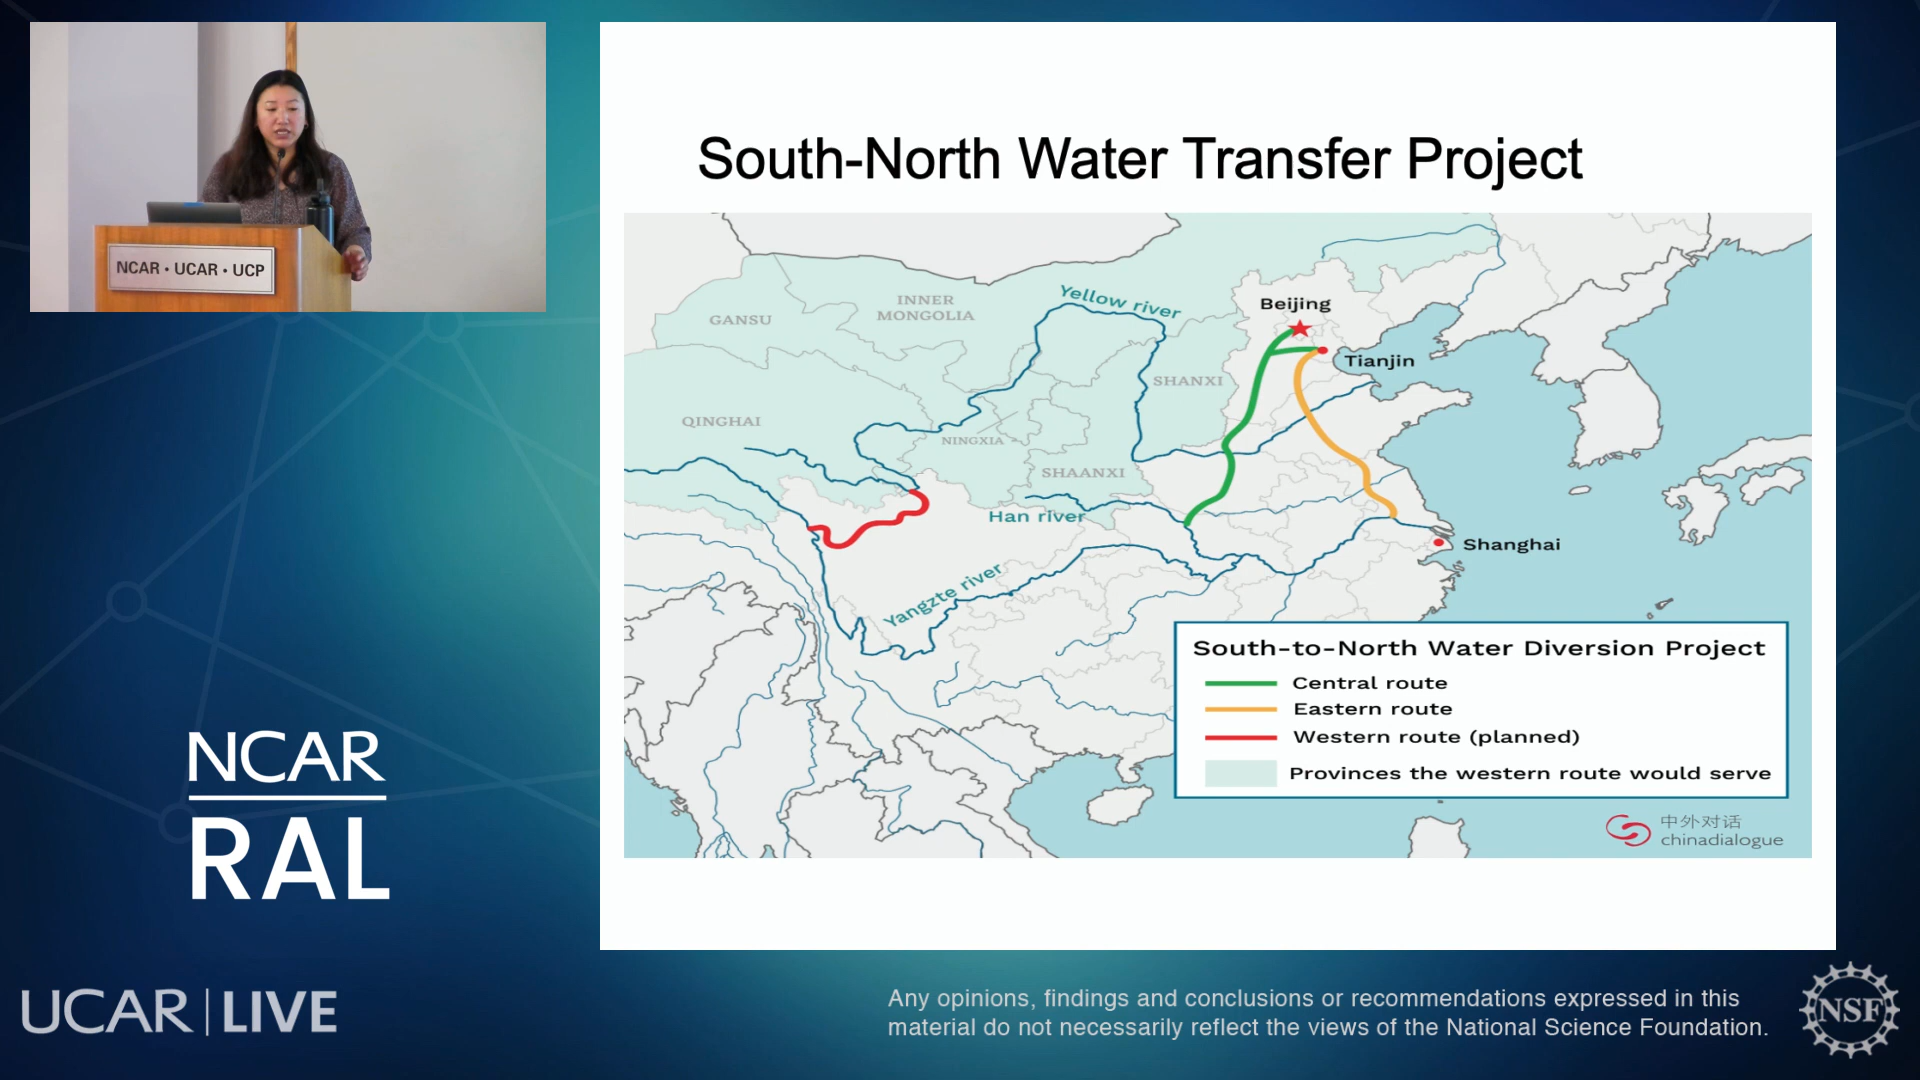 NCAR • UCAR • UCP
South-North Water Transfer Project
Yellow river
Beijing
INNER
MONGOLIA
GANSU
Tianjin
SHANXI
QINGHAI
NINGXIA
SHAANXI
Han river
Shanghai
Yangzte river
South-to-North Water Diversion Project
Central route
Eastern route
Western route (planned)
Provinces the western route would serve
中外对话
chinadialogue
NCAR
RAL
UCAR | LIVE
Any opinions, findings and conclusions or recommendations expressed in this
material do not necessarily reflect the views of the National Science Foundation.
NSF